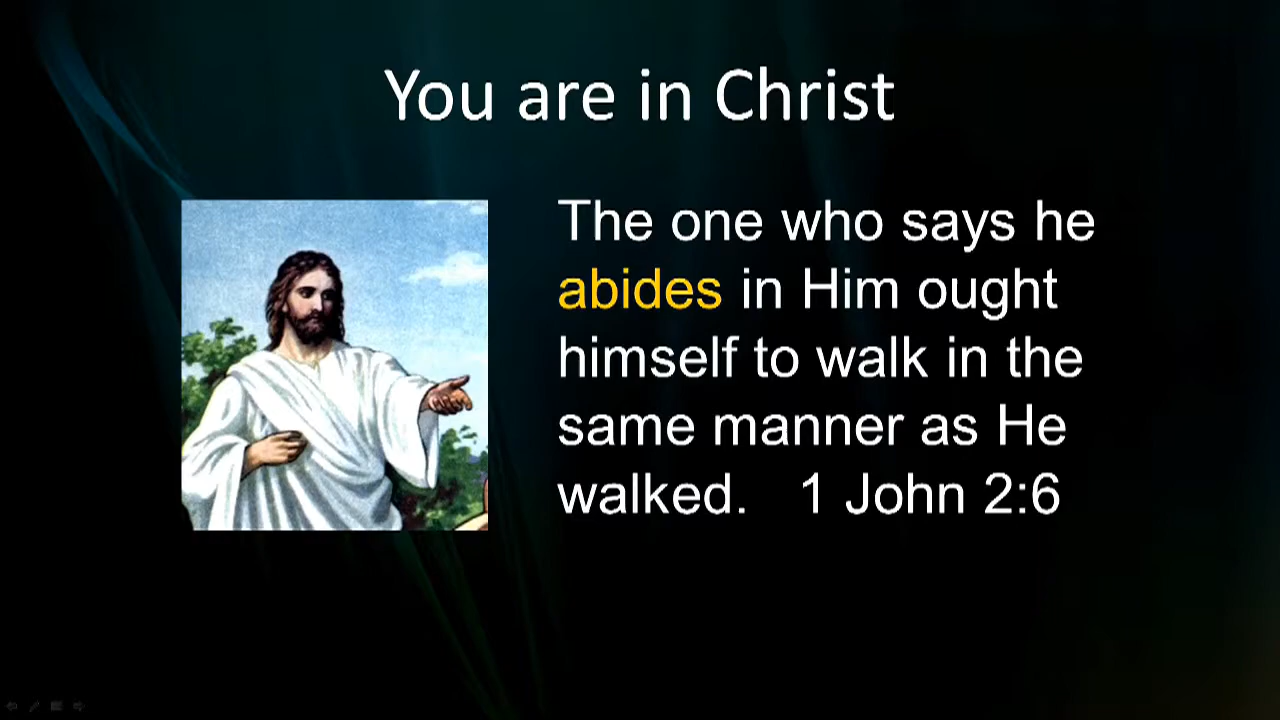 You are in Christ
The one who says he
abides in Him ought
himself to walk in the
same manner as He
walked. 1 John 2:6